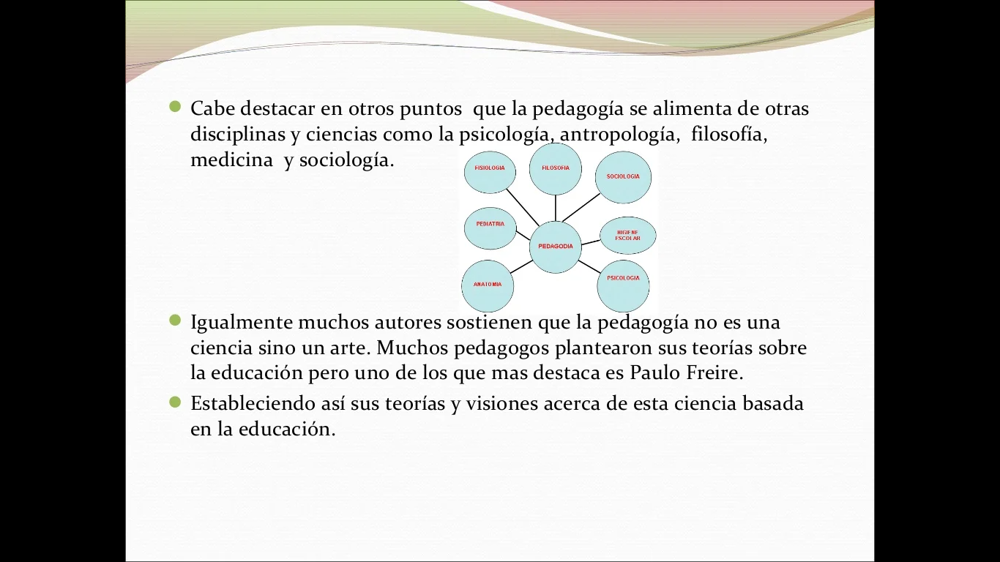 Cabe destacar en otros puntos  que la pedagogía se alimenta de otras
disciplinas y ciencias como la psicología, antropología,  filosofía,
medicina  y sociología.
FISIOLOGIA
FILOSOFIA
SOCIOLOGIA
PEDIATRIA
HIGIENE
ESCOLAR
PEDAGODIA
ANATOMIA
PSICOLOGIA
Igualmente muchos autores sostienen que la pedagogía no es una
ciencia sino un arte. Muchos pedagogos plantearon sus teorías sobre
la educación pero uno de los que mas destaca es Paulo Freire.
Estableciendo así sus teorías y visiones acerca de esta ciencia basada
en la educación.